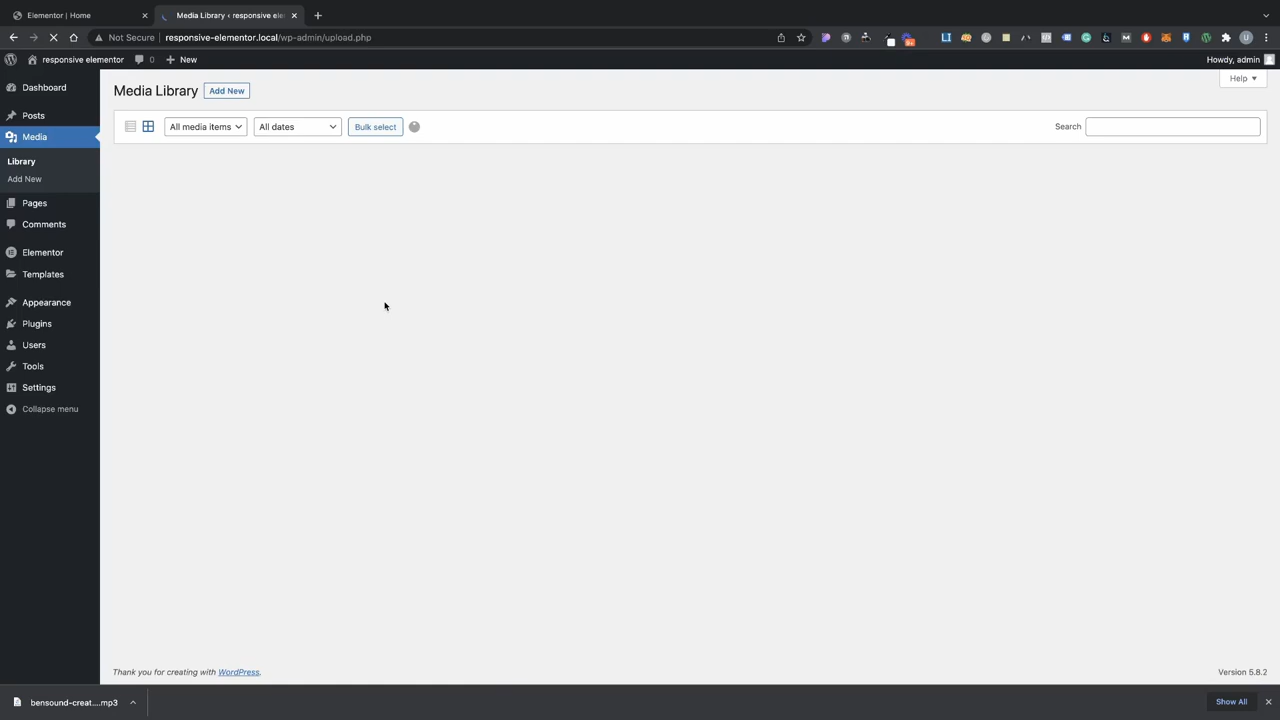 Elementor | Home
Media Library ‹ responsive ele
Not Secure | responsive-elementor.local/wp-admin/upload.php
responsive elementor 0 + New
Howdy, admin
Help
Dashboard
Posts
Media
Library
Add New
Pages
Comments
Elementor
Templates
Appearance
Plugins
Users
Tools
Settings
Collapse menu
Media Library Add New
All media items All dates Bulk select
Search
Thank you for creating with WordPress.
Version 5.8.2
bensound-creat....mp3
Show All